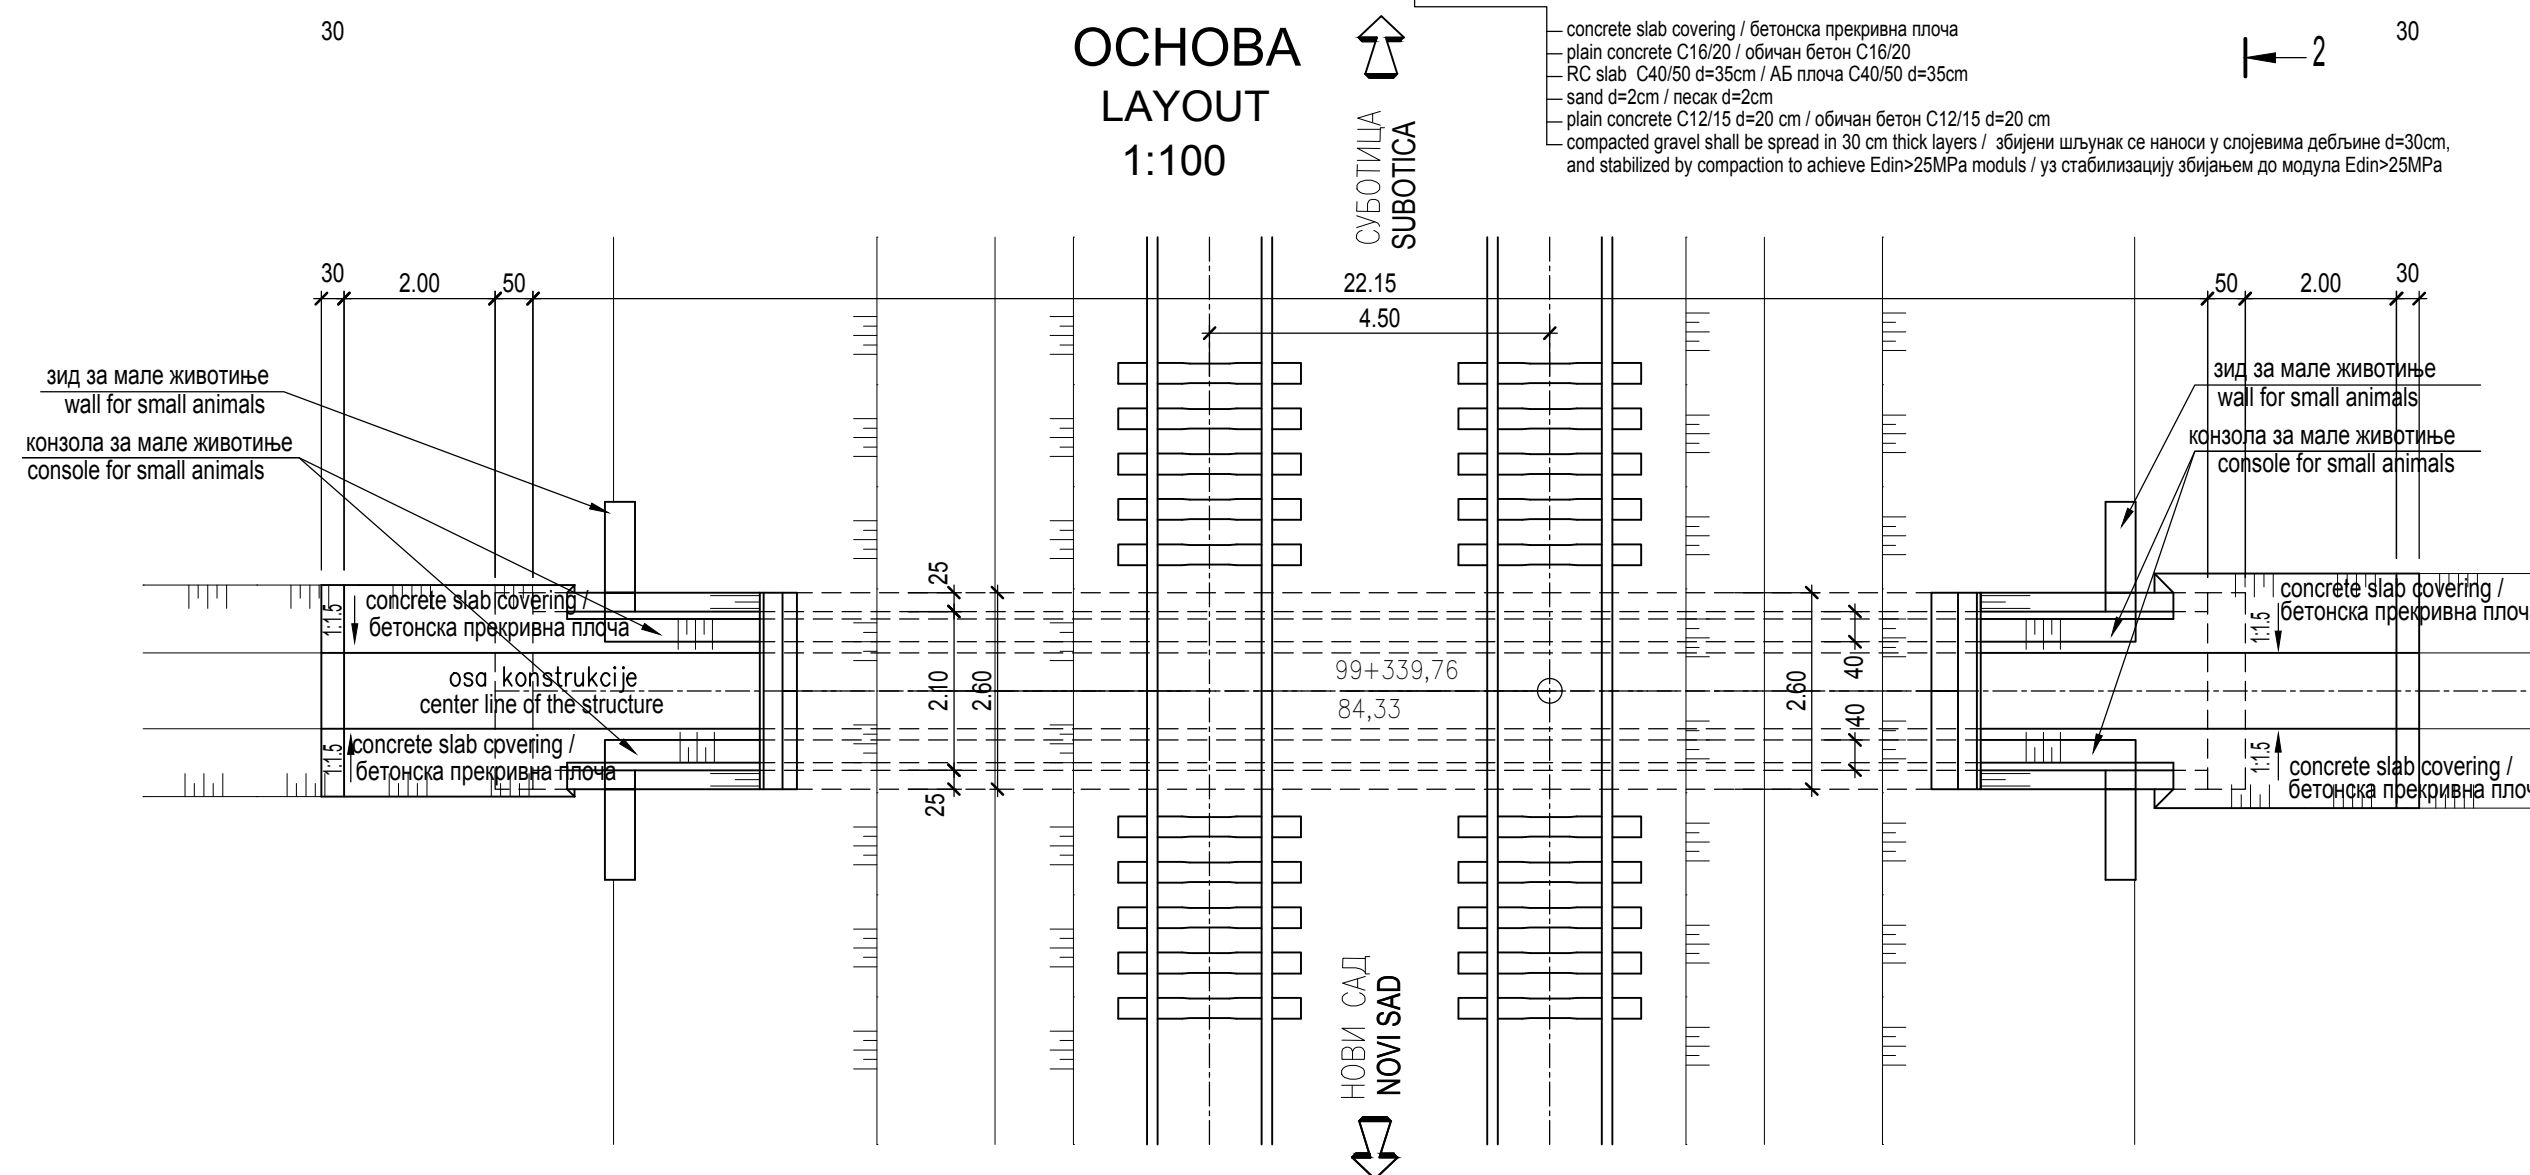 30
ОСНОВА
LAYOUT
1:100
concrete slab covering / бетонска прекривна плоча
plain concrete C16/20 / обичан бетон C16/20
RC slab C40/50 d=35cm / АБ плоча C40/50 d=35cm
sand d=2cm / песак d=2cm
plain concrete C12/15 d=20 cm / обичан бетон C12/15 d=20 cm
compacted gravel shall be spread in 30 cm thick layers / збијени шљунак се наноси у слојевима дебљине d=30cm,
and stabilized by compaction to achieve Edin>25MPa moduls / уз стабилизацију збијањем до модула Edin>25MPa
30
2
СУБОТИЦА
SUBOTICA
30
2.00
50
22.15
50
2.00
30
4.50
зид за мале животиње
wall for small animals
конзола за мале животиње
console for small animals
зид за мале животиње
wall for small animals
конзола за мале животиње
console for small animals
1:1.5
concrete slab covering /
бетонска прекривна плоча
osa konstrukcije
center line of the structure
1:1.5
concrete slab cpvering /
бетонска прекривна плоча
25
2.10
2.60
25
99+339,76
84,33
2.60
40
40
1:1.5
concrete slab covering /
бетонска прекривна плоч
1:1.5
concrete slab covering /
бетонска прекривна плоч
НОВИ САД
NOVI SAD